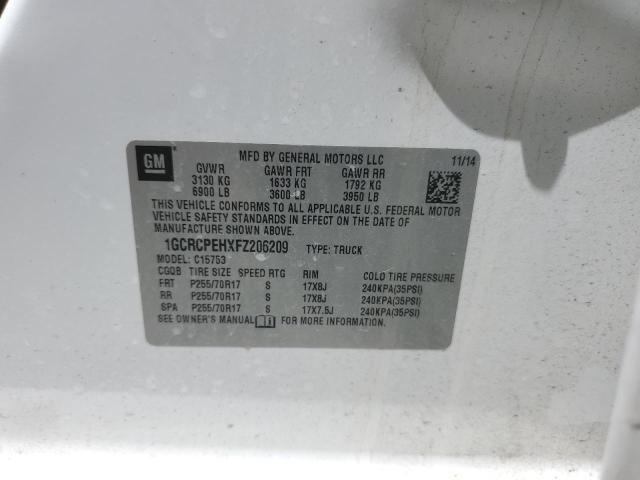 GM
MFD BY GENERAL MOTORS LLC 11/14
GVWR GAWR FRT GAWR RR
3130 KG 1633 KG 1792 KG
6900 LB 3600 LB 3950 LB
THIS VEHICLE CONFORMS TO ALL APPLICABLE U.S. FEDERAL MOTOR
VEHICLE SAFETY STANDARDS IN EFFECT ON THE DATE OF
MANUFACTURE SHOWN ABOVE.
1GCRCPEHXFZ206209 TYPE: TRUCK
MODEL: C15753
CGQB TIRE SIZE SPEED RTG RIM COLD TIRE PRESSURE
FRT P255/70R17 S 17X8J 240KPA(35PSI)
RR P255/70R17 S 17X8J 240KPA(35PSI)
SPA P255/70R17 S 17X7.5J 240KPA(35PSI)
SEE OWNER'S MANUAL FOR MORE INFORMATION.